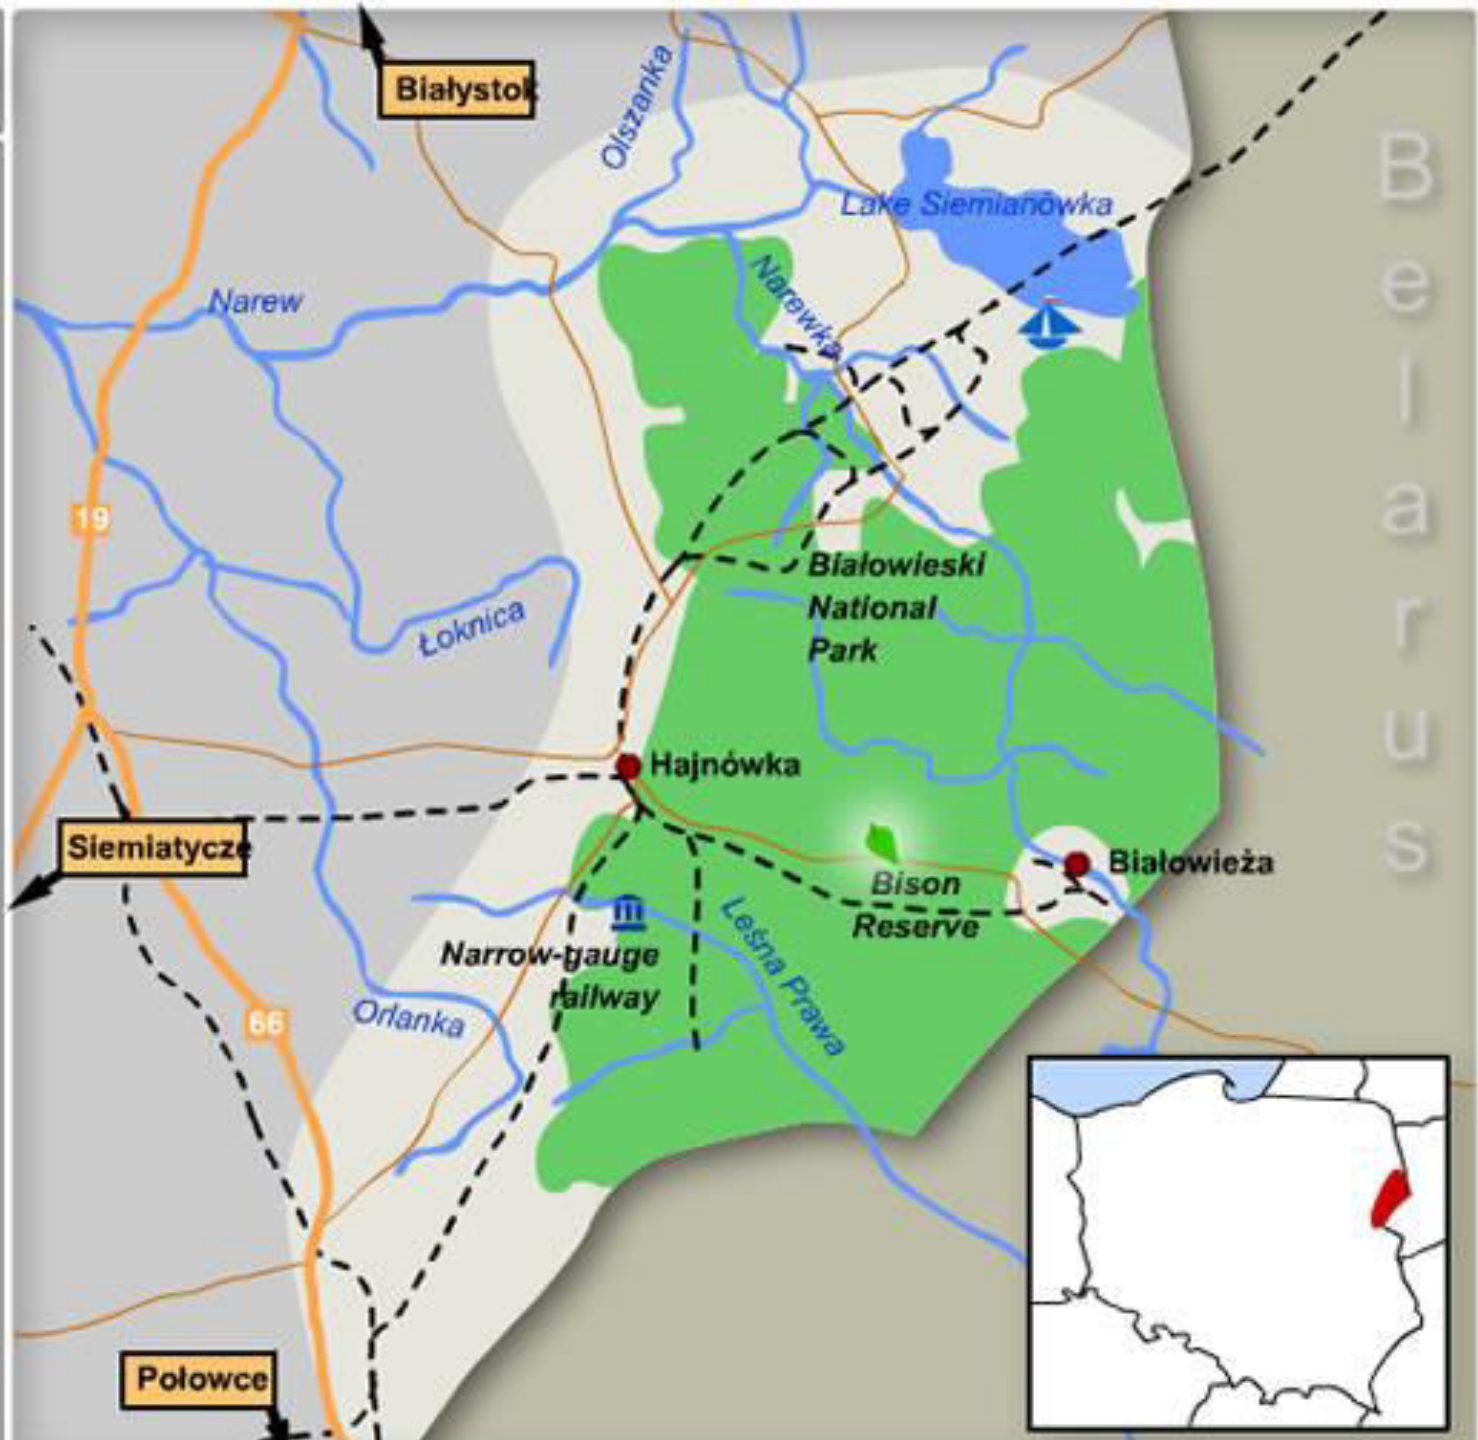 Białystok
Olszanka
Lake Siemianówka
Belarus
Narew
Narewka
19
Białowieski
National
Park
Łoknica
Hajnówka
Siemiatycze
Białowieża
Bison
Reserve
Leśna Prawa
Narrow-gauge
railway
Orlanka
66
Połowce